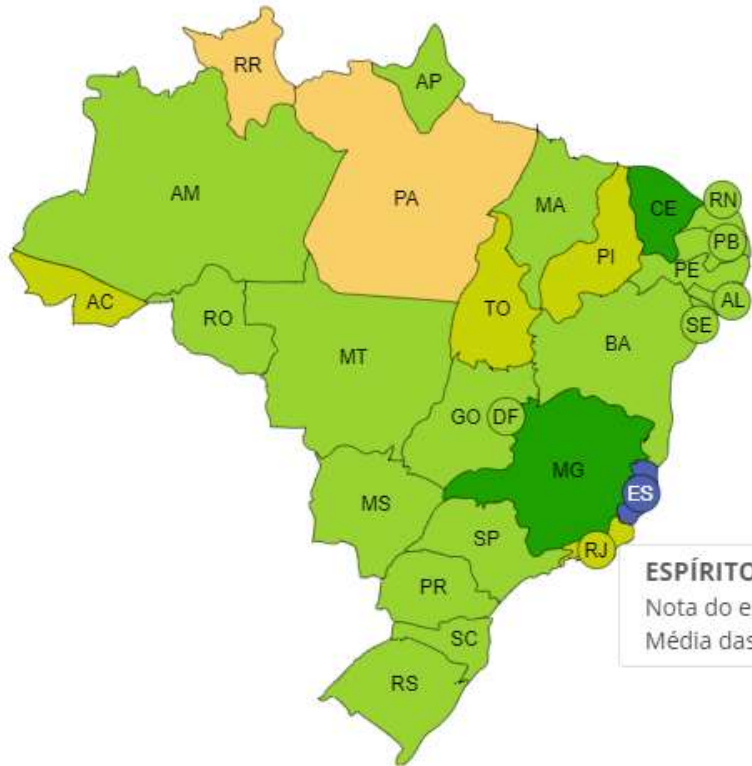 RR
AP
AM
PA
MA
CE
RN
PB
PI
PE
AC
TO
AL
RO
SE
BA
MT
GO
DF
MG
ES
MS
SP
RJ
PR
SC
RS
ESPÍRITO
Nota do e
Média das